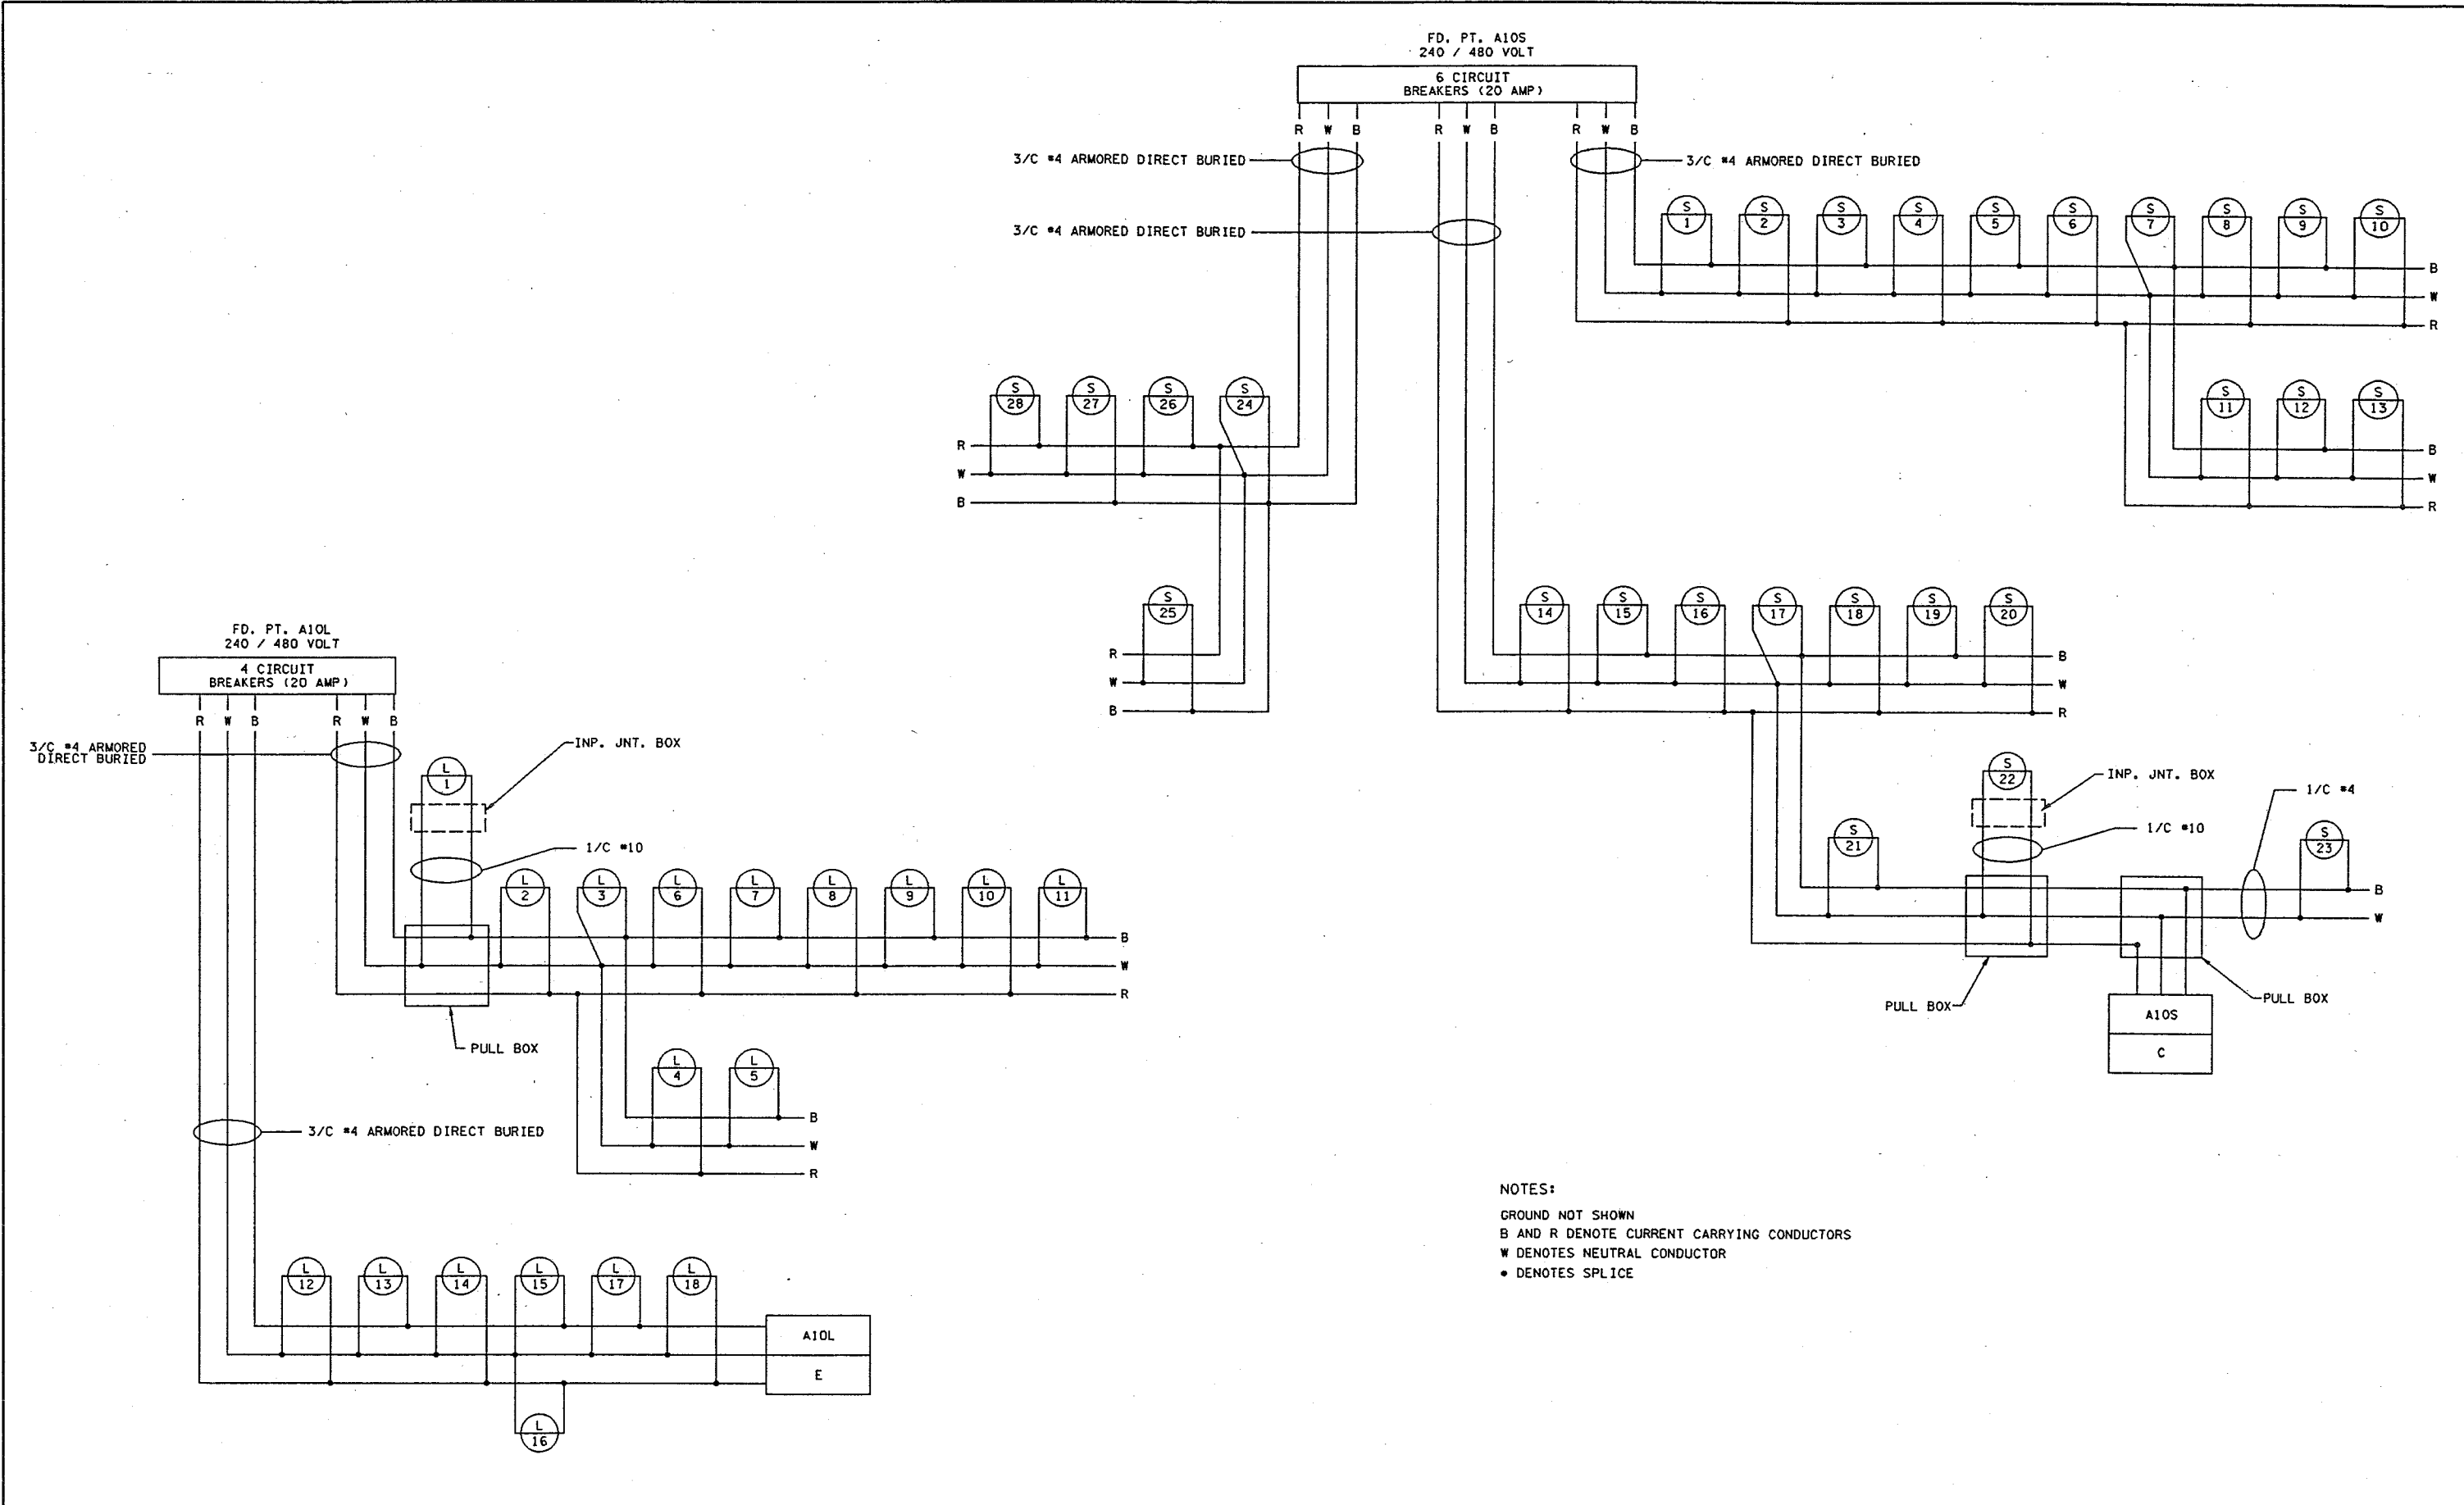 FD. PT. A10S
240 / 480 VOLT
6 CIRCUIT
BREAKERS (20 AMP)
R W B
R W B
R W B
3/C #4 ARMORED DIRECT BURIED
3/C #4 ARMORED DIRECT BURIED
3/C #4 ARMORED DIRECT BURIED
S 1
S 2
S 3
S 4
S 5
S 6
S 7
S 8
S 9
S 10
B
W
R
S 28
S 27
S 26
S 24
R
W
B
S 11
S 12
S 13
B
W
R
S 25
R
W
B
S 14
S 15
S 16
S 17
S 18
S 19
S 20
B
W
R
S 22
INP. JNT. BOX
1/C #4
1/C #10
S 21
S 23
B
W
PULL BOX
PULL BOX
A10S
C
FD. PT. A10L
240 / 480 VOLT
4 CIRCUIT
BREAKERS (20 AMP)
R W B
R W B
3/C #4 ARMORED
DIRECT BURIED
INP. JNT. BOX
L 1
1/C #10
L 2
L 3
L 6
L 7
L 8
L 9
L 10
L 11
B
W
R
PULL BOX
L 4
L 5
B
W
R
3/C #4 ARMORED DIRECT BURIED
L 12
L 13
L 14
L 15
L 17
L 18
A10L
E
L 16
NOTES:
GROUND NOT SHOWN
B AND R DENOTE CURRENT CARRYING CONDUCTORS
W DENOTES NEUTRAL CONDUCTOR
• DENOTES SPLICE